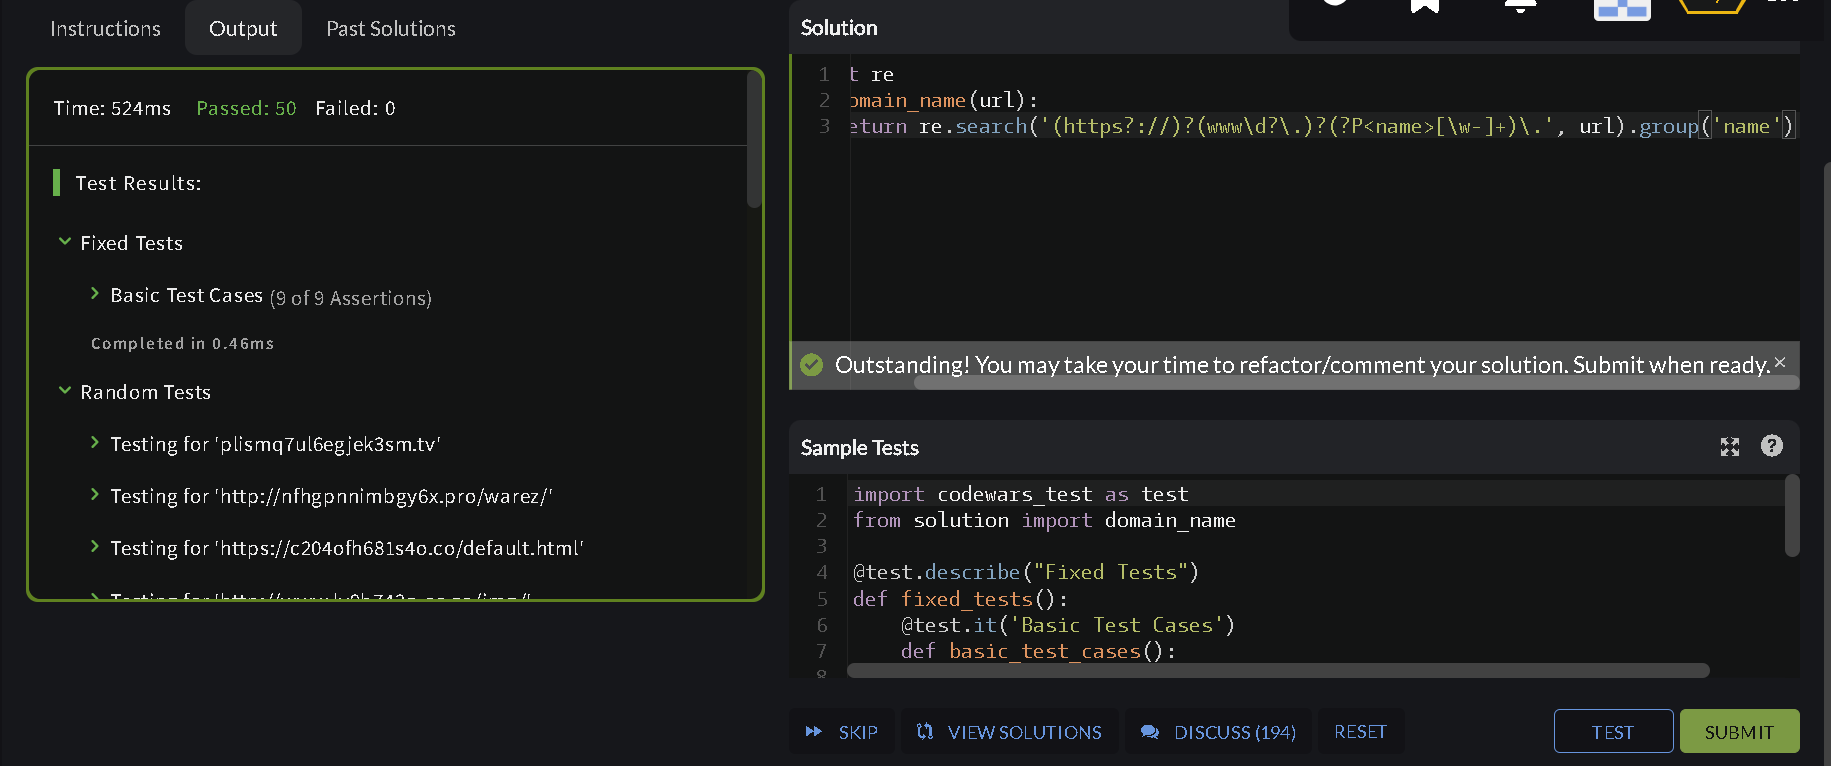 Instructions Output Past Solutions
Time: 524ms Passed: 50 Failed: 0
Test Results:
Fixed Tests
Basic Test Cases (9 of 9 Assertions)
Completed in 0.46ms
Random Tests
Testing for 'plismq7ul6egjek3sm.tv'
Testing for 'http://nfhgpnnimbgy6x.pro/warez/'
Testing for 'https://c204ofh681s4o.co/default.html'
Solution
1 t re
2 omain_name(url):
3 eturn re.search('(https?://)?(www\d?\.)?(?P<name>[\w-]+)\.', url).group('name')
Outstanding! You may take your time to refactor/comment your solution. Submit when ready.
Sample Tests
1 import codewars_test as test
2 from solution import domain_name
3
4 @test.describe("Fixed Tests")
5 def fixed_tests():
6 @test.it('Basic Test Cases')
7 def basic_test_cases():
8
SKIP VIEW SOLUTIONS DISCUSS (194) RESET TEST SUBMIT